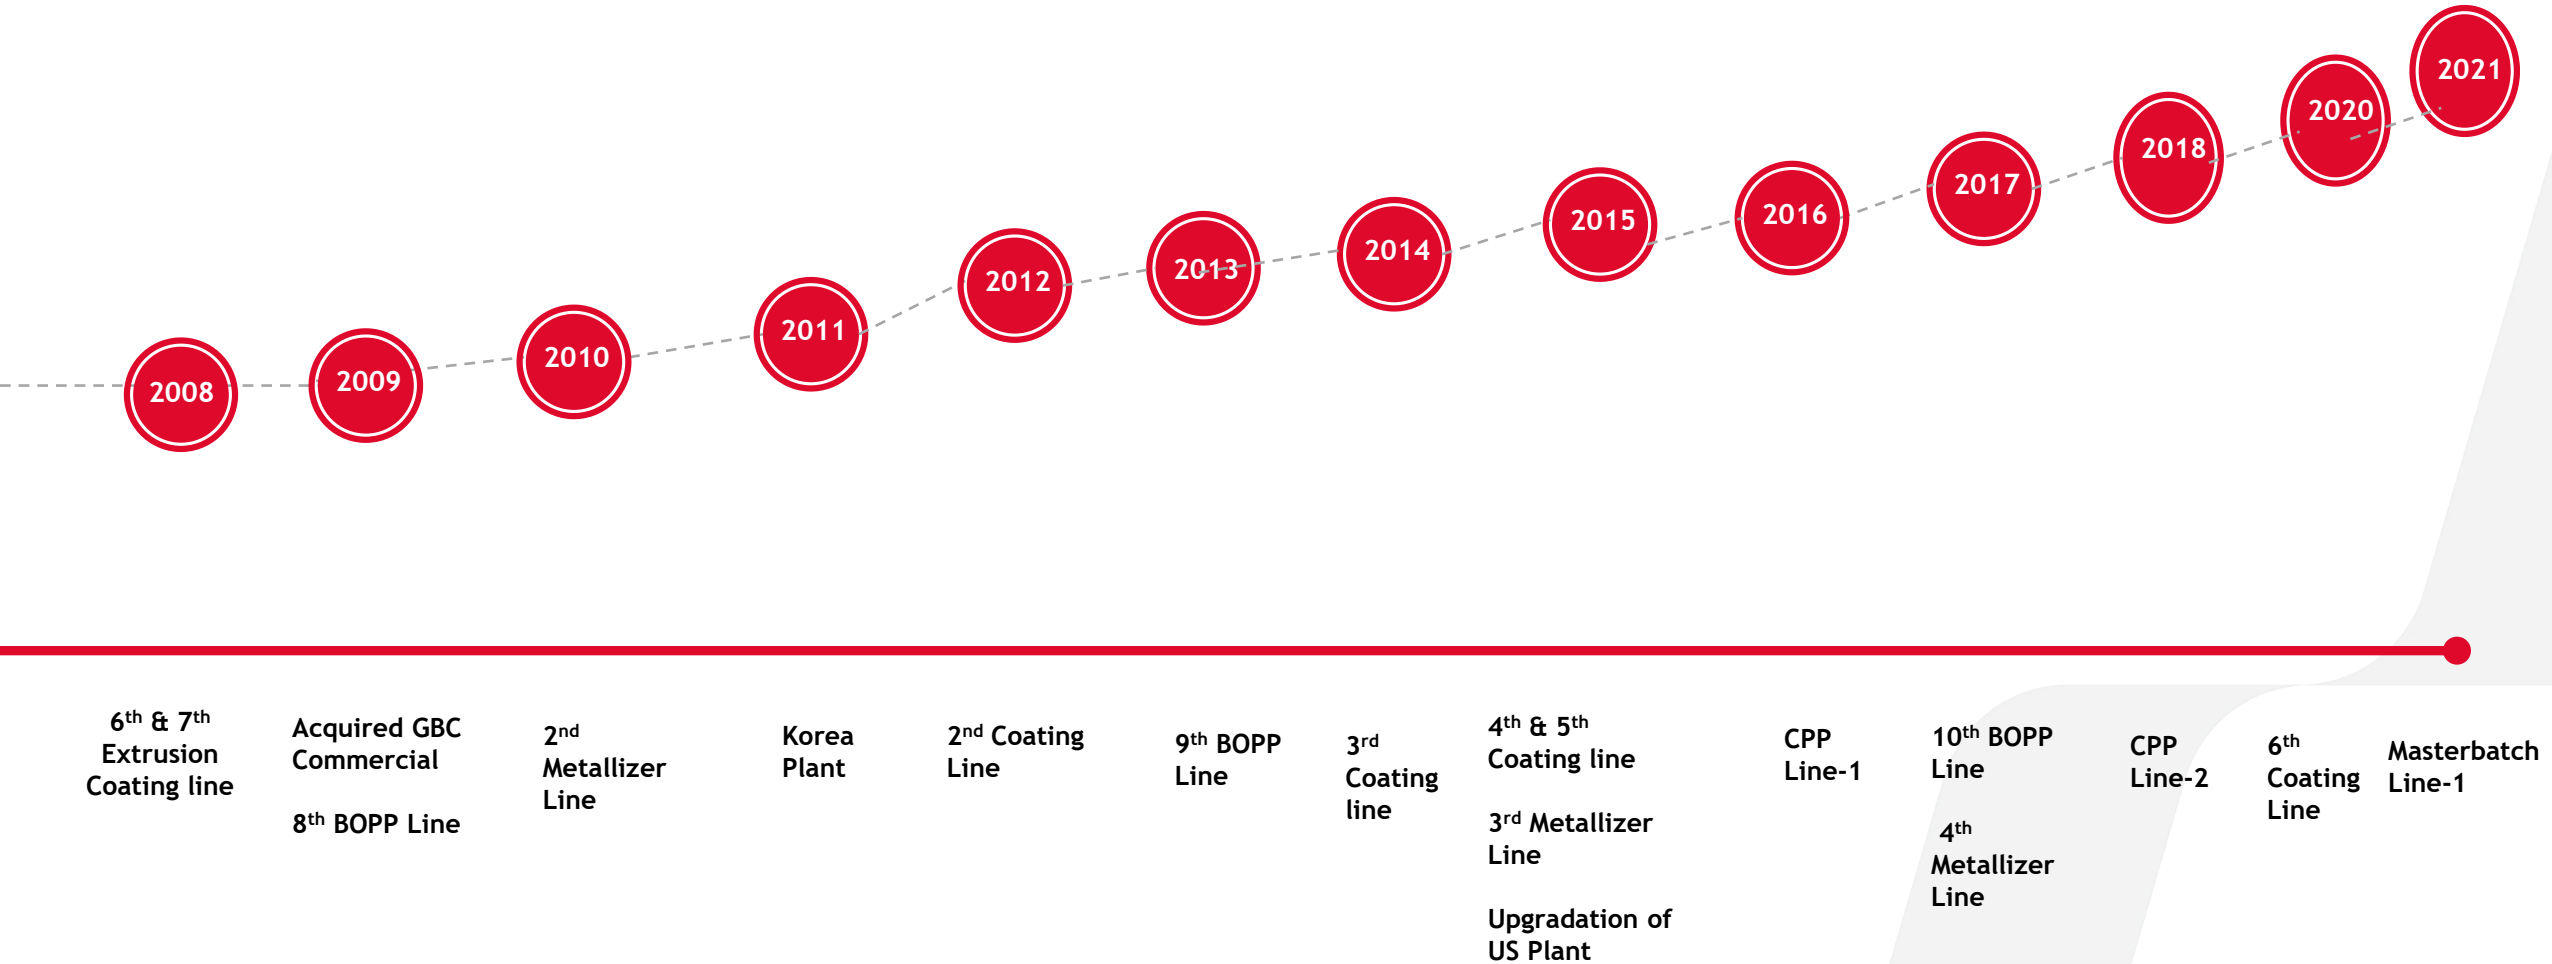 2008
2009
2010
2011
2012
2013
2014
2015
2016
2017
2018
2020
2021
6th & 7th
Extrusion
Coating line
Acquired GBC
Commercial
8th BOPP Line
2nd
Metallizer
Line
Korea
Plant
2nd Coating
Line
9th BOPP
Line
3rd
Coating
line
4th & 5th
Coating line
3rd Metallizer
Line
Upgradation of
US Plant
CPP
Line-1
10th BOPP
Line
4th
Metallizer
Line
CPP
Line-2
6th
Coating
Line
Masterbatch
Line-1